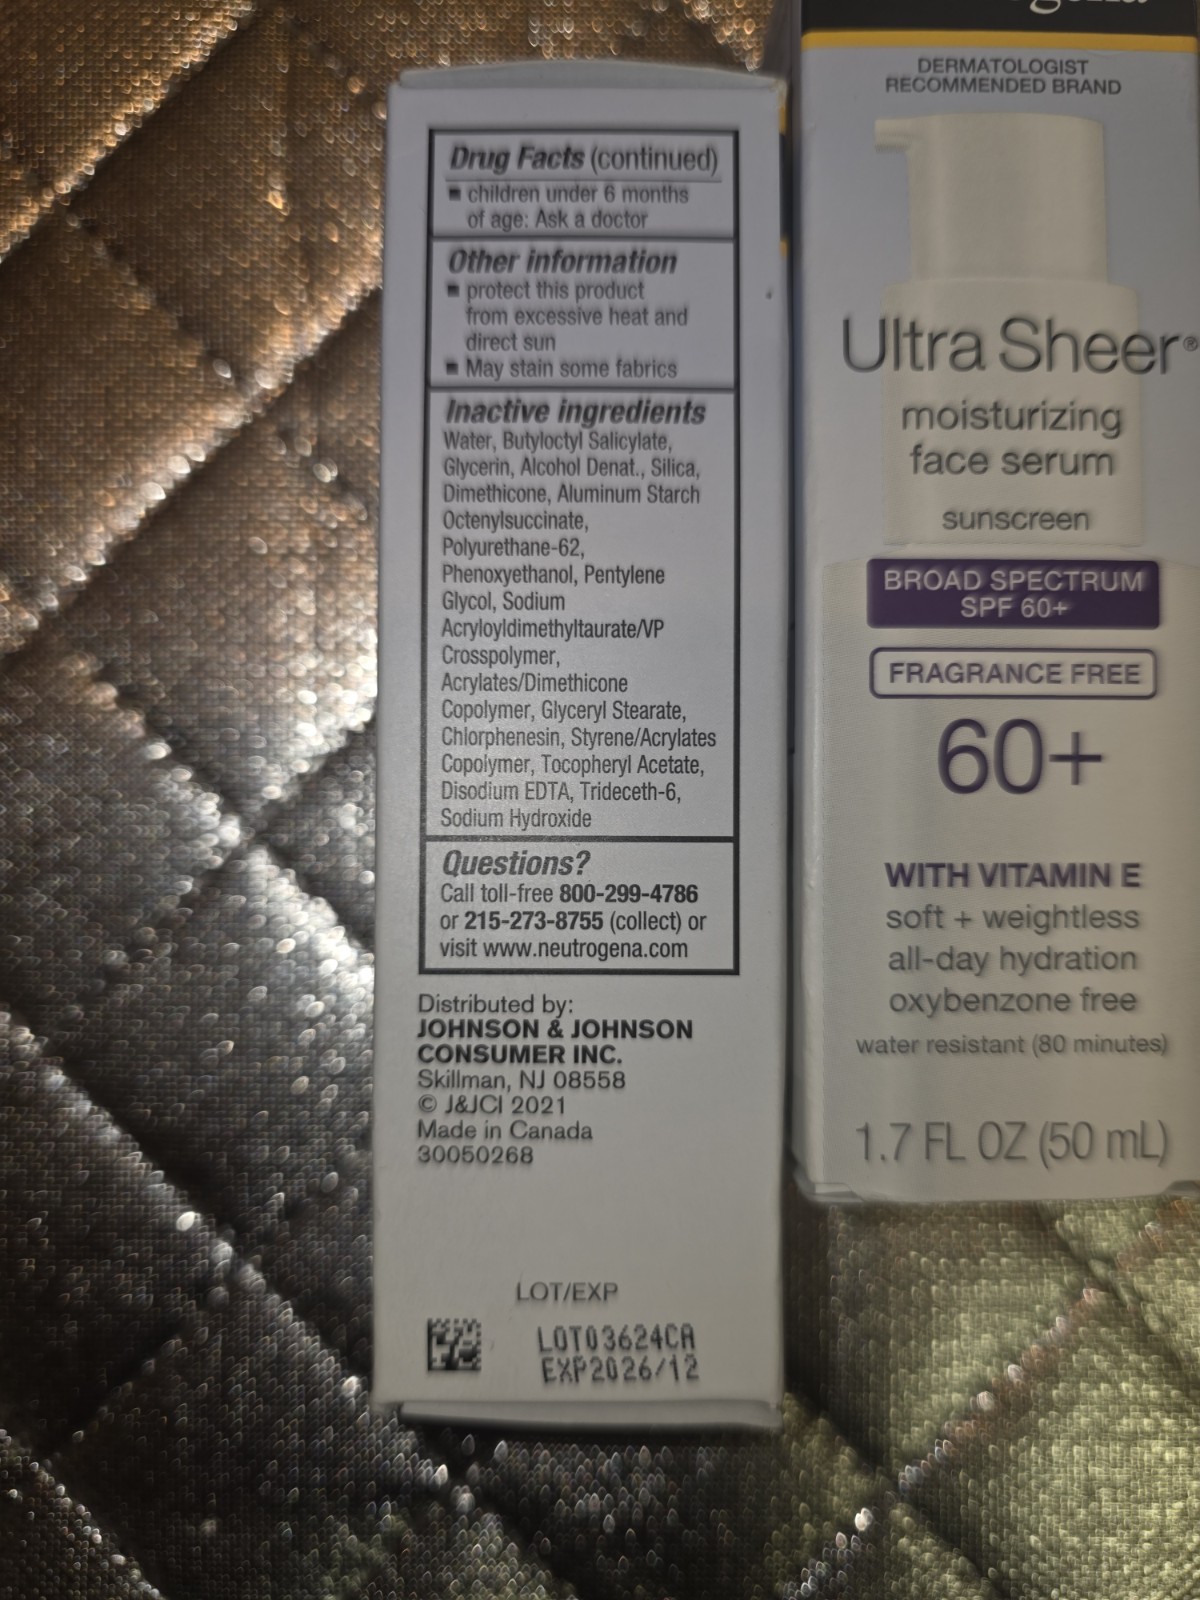 Drug Facts (continued)
▪ children under 6 months
of age: Ask a doctor
Other information
▪ protect this product
from excessive heat and
direct sun
▪ May stain some fabrics
Inactive ingredients
Water, Butyloctyl Salicylate,
Glycerin, Alcohol Denat., Silica,
Dimethicone, Aluminum Starch
Octenylsuccinate,
Polyurethane-62,
Phenoxyethanol, Pentylene
Glycol, Sodium
Acryloyldimethyltaurate/VP
Crosspolymer,
Acrylates/Dimethicone
Copolymer, Glyceryl Stearate,
Chlorphenesin, Styrene/Acrylates
Copolymer, Tocopheryl Acetate,
Disodium EDTA, Trideceth-6,
Sodium Hydroxide
Questions?
Call toll-free 800-299-4786
or 215-273-8755 (collect) or
visit www.neutrogena.com
Distributed by:
JOHNSON & JOHNSON
CONSUMER INC.
Skillman, NJ 08558
© J&JCI 2021
Made in Canada
30050268
LOT/EXP
LOT03624CA
EXP2026/12
DERMATOLOGIST
RECOMMENDED BRAND
Ultra Sheer®
moisturizing
face serum
sunscreen
BROAD SPECTRUM
SPF 60+
FRAGRANCE FREE
60+
WITH VITAMIN E
soft + weightless
all-day hydration
oxybenzone free
water resistant (80 minutes)
1.7 FL OZ (50 mL)